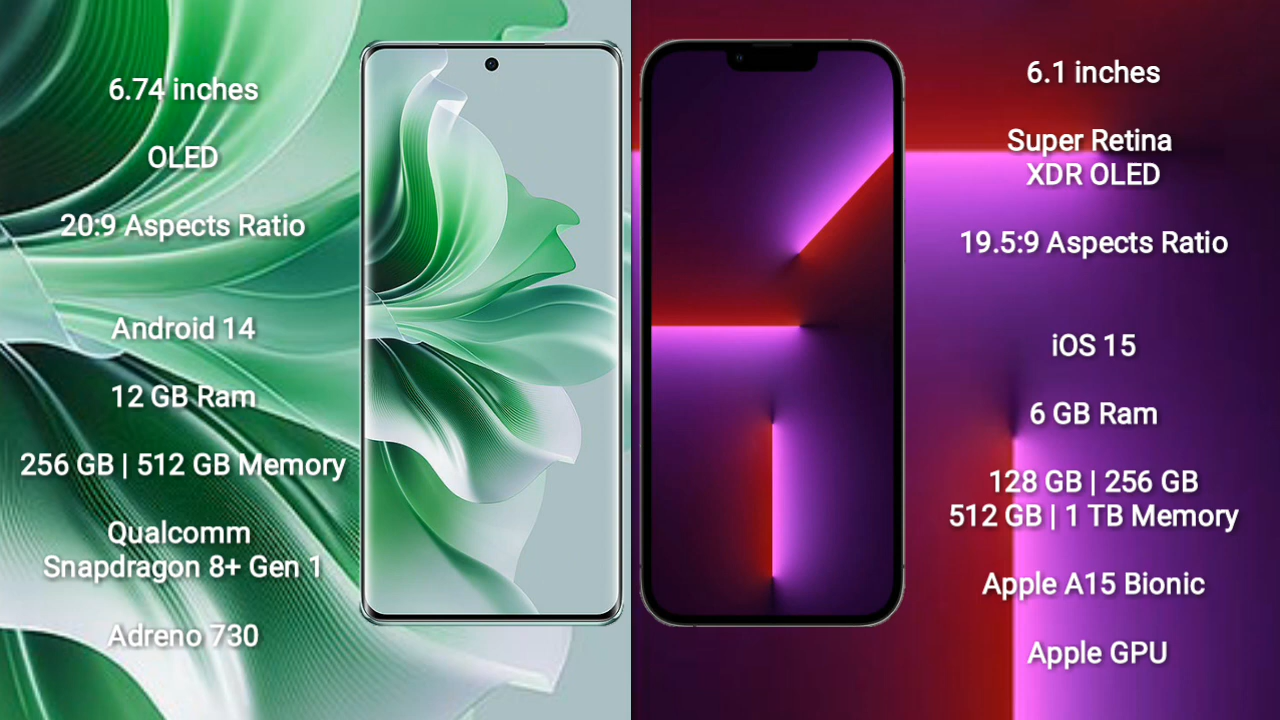 6.74 inches
OLED
20:9 Aspects Ratio
Android 14
12 GB Ram
256 GB | 512 GB Memory
Qualcomm
Snapdragon 8+ Gen 1
Adreno 730
6.1 inches
Super Retina
XDR OLED
19.5:9 Aspects Ratio
iOS 15
6 GB Ram
128 GB | 256 GB
512 GB | 1 TB Memory
Apple A15 Bionic
Apple GPU